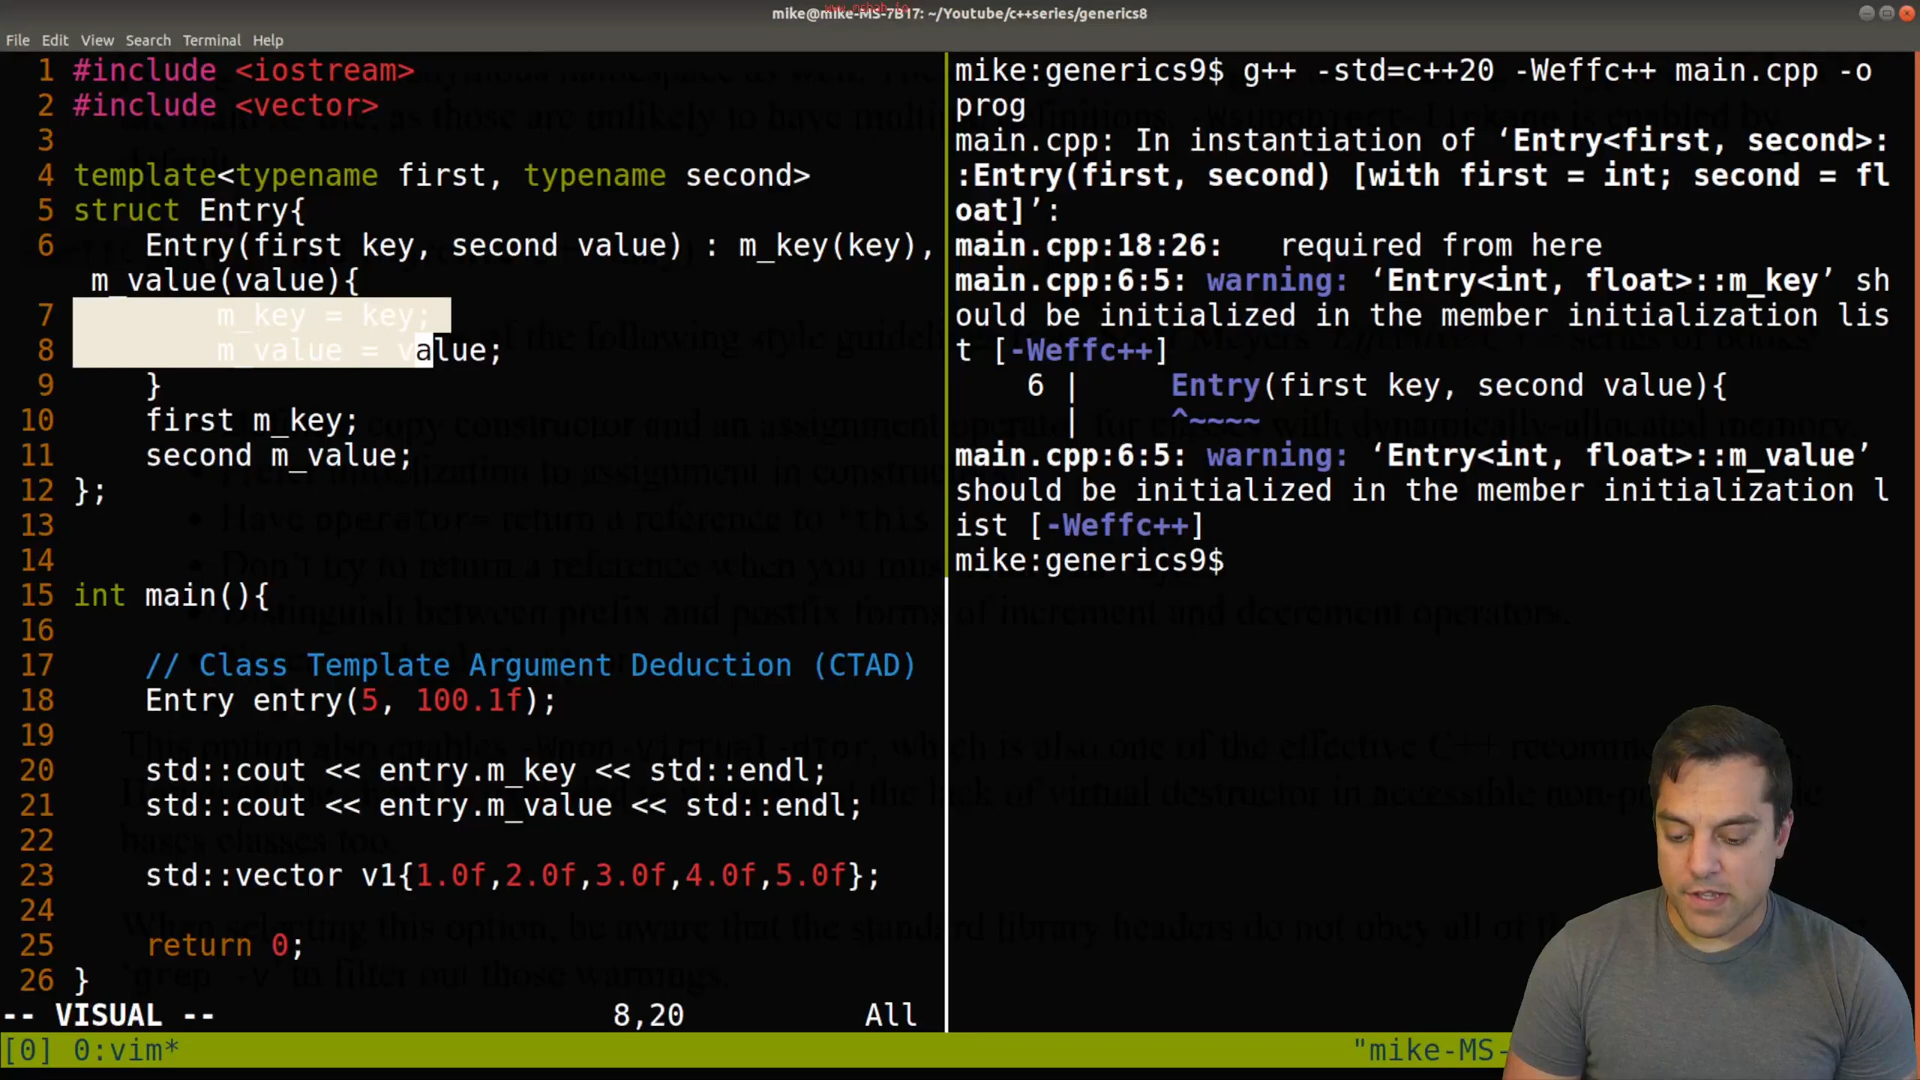 www.mshah.io
mike@mike-MS-7B17: ~/Youtube/c++series/generics8
File Edit View Search Terminal Help
1 #include <iostream>
2 #include <vector>
3
4 template<typename first, typename second>
5 struct Entry{
6     Entry(first key, second value) : m_key(key),
 m_value(value){
7         m_key = key;
8         m_value = value;
9     }
10     first m_key;
11     second m_value;
12 };
13
14
15 int main(){
16
17     // Class Template Argument Deduction (CTAD)
18     Entry entry(5, 100.1f);
19
20     std::cout << entry.m_key << std::endl;
21     std::cout << entry.m_value << std::endl;
22
23     std::vector v1{1.0f,2.0f,3.0f,4.0f,5.0f};
24
25     return 0;
26 }
-- VISUAL -- 8,20 All
mike:generics9$ g++ -std=c++20 -Weffc++ main.cpp -o
prog
main.cpp: In instantiation of ‘Entry<first, second>:
:Entry(first, second) [with first = int; second = fl
oat]’:
main.cpp:18:26:   required from here
main.cpp:6:5: warning: ‘Entry<int, float>::m_key’ sh
ould be initialized in the member initialization lis
t [-Weffc++]
    6 |     Entry(first key, second value){
      |     ^~~~~
main.cpp:6:5: warning: ‘Entry<int, float>::m_value’
should be initialized in the member initialization l
ist [-Weffc++]
mike:generics9$
[0] 0:vim* "mike-MS-